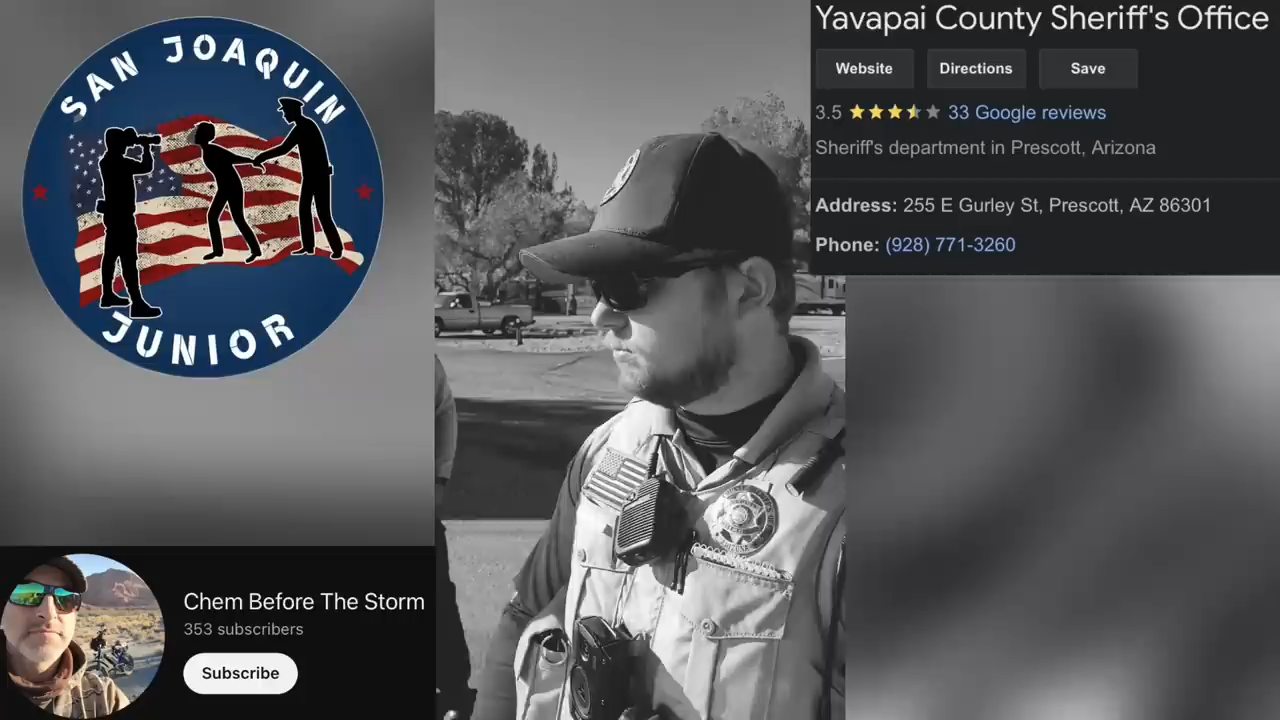 SAN JOAQUIN
JUNIOR
Chem Before The Storm
353 subscribers
Subscribe
Yavapai County Sheriff's Office
Website
Directions
Save
3.5
33 Google reviews
Sheriff's department in Prescott, Arizona
Address: 255 E Gurley St, Prescott, AZ 86301
Phone: (928) 771-3260